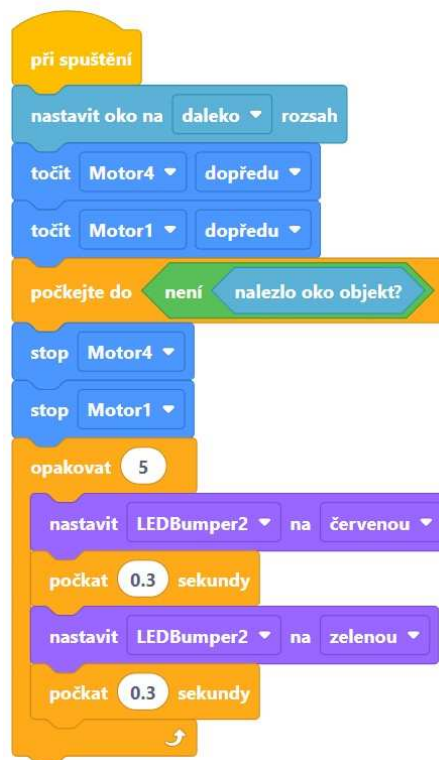 při spuštění
nastavit oko na daleko rozsah
točit Motor4 dopředu
točit Motor1 dopředu
počkejte do není nalezlo oko objekt?
stop Motor4
stop Motor1
opakovat 5
nastavit LEDBumper2 na červenou
počkat 0.3 sekundy
nastavit LEDBumper2 na zelenou
počkat 0.3 sekundy